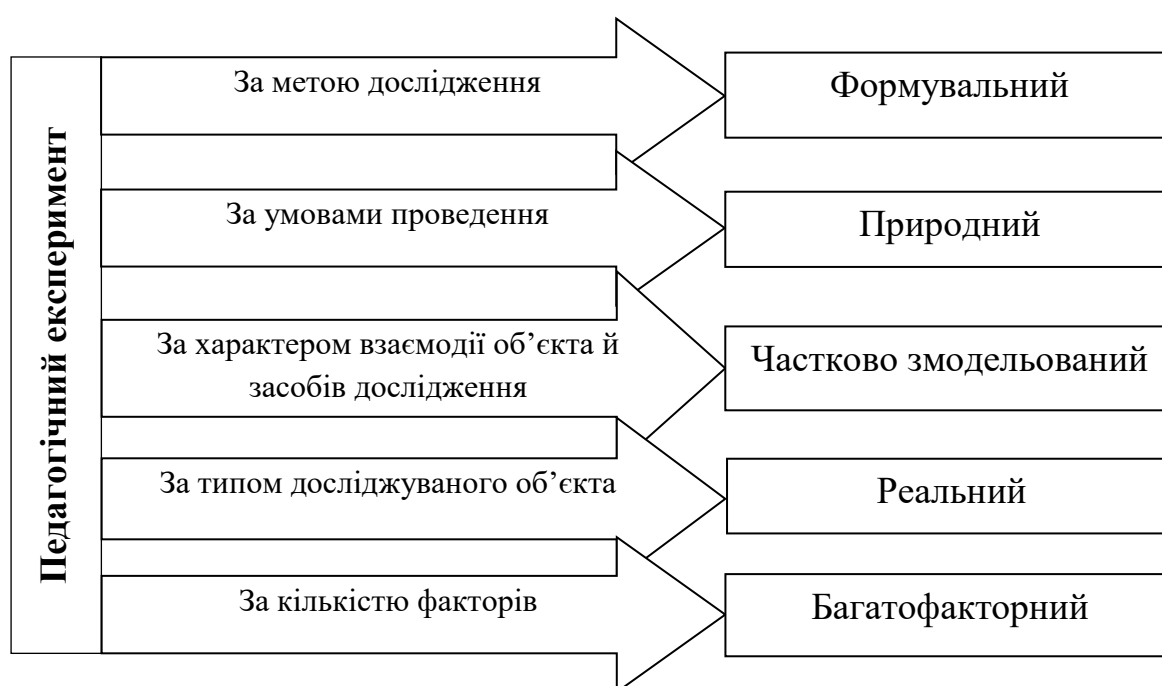 Педагогічний експеримент
За метою дослідження
Формувальний
За умовами проведення
Природний
За характером взаємодії об’єкта й
засобів дослідження
Частково змодельований
За типом досліджуваного об’єкта
Реальний
За кількістю факторів
Багатофакторний